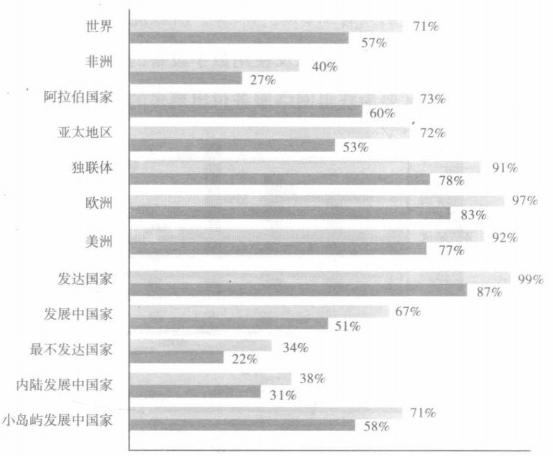 世界 71%
57%
非洲 40%
27%
阿拉伯国家 73%
60%
亚太地区 72%
53%
独联体 91%
78%
欧洲 97%
83%
美洲 92%
77%
发达国家 99%
87%
发展中国家 67%
51%
最不发达国家 34%
22%
内陆发展中国家 38%
31%
小岛屿发展中国家 71%
58%